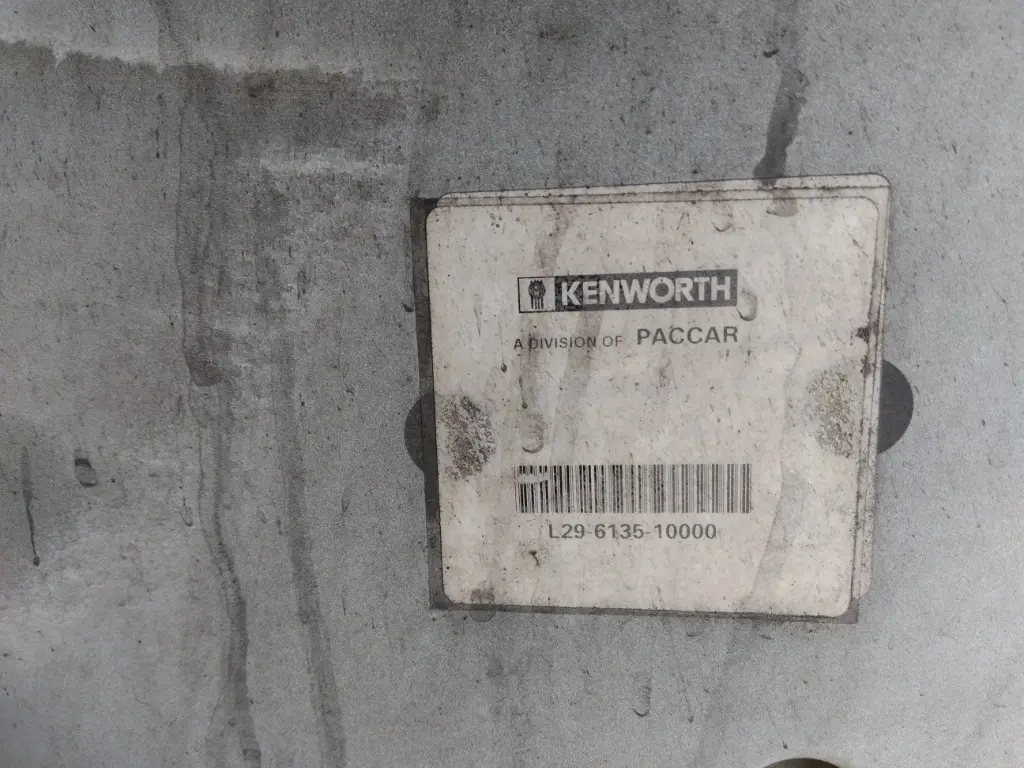 KENWORTH
A DIVISION OF PACCAR
L29-6135-10000